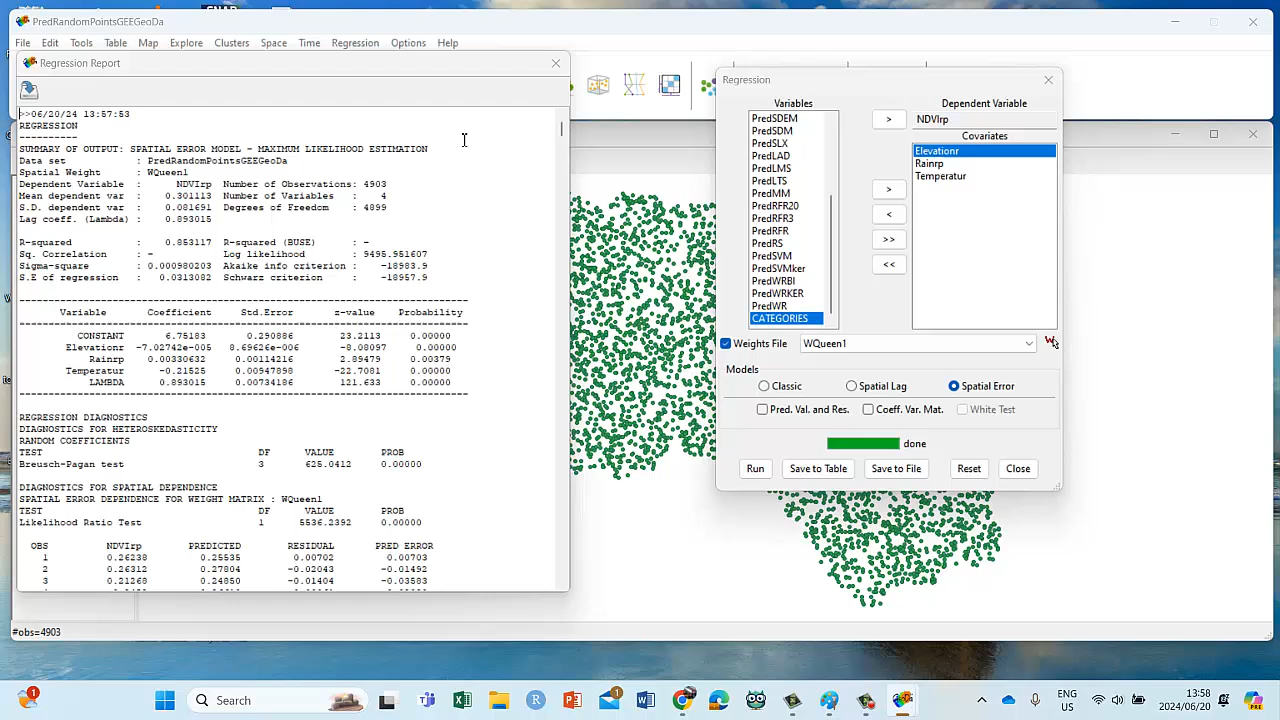 PredRandomPointsGEEGeoDa
File Edit Tools Table Map Explore Clusters Space Time Regression Options Help
Regression Report
>>06/20/24 13:57:53
REGRESSION
----------
SUMMARY OF OUTPUT: SPATIAL ERROR MODEL - MAXIMUM LIKELIHOOD ESTIMATION
Data set : PredRandomPointsGEEGeoDa
Spatial Weight : WQueen1
Dependent Variable : NDVIrp Number of Observations: 4903
Mean dependent var : 0.301113 Number of Variables : 4
S.D. dependent var : 0.081691 Degrees of Freedom : 4899
Lag coeff. (Lambda) : 0.893015
R-squared : 0.853117 R-squared (BUSE) : -
Sq. Correlation : - Log likelihood : 9495.951607
Sigma-square : 0.000980203 Akaike info criterion : -18983.9
S.E of regression : 0.0313082 Schwarz criterion : -18957.9
Variable Coefficient Std.Error z-value Probability
CONSTANT 6.75183 0.290886 23.2113 0.00000
Elevationr -7.02742e-005 8.69626e-006 -8.08097 0.00000
Rainrp 0.00330632 0.00114216 2.89479 0.00379
Temperatur -0.21525 0.00947898 -22.7081 0.00000
LAMBDA 0.893015 0.00734186 121.633 0.00000
REGRESSION DIAGNOSTICS
DIAGNOSTICS FOR HETEROSKEDASTICITY
RANDOM COEFFICIENTS
TEST DF VALUE PROB
Breusch-Pagan test 3 625.0412 0.00000
DIAGNOSTICS FOR SPATIAL DEPENDENCE
SPATIAL ERROR DEPENDENCE FOR WEIGHT MATRIX : WQueen1
TEST DF VALUE PROB
Likelihood Ratio Test 1 5536.2392 0.00000
OBS NDVIrp PREDICTED RESIDUAL PRED ERROR
1 0.26238 0.25535 0.00702 0.00703
2 0.26312 0.27804 -0.02043 -0.01492
3 0.21268 0.24850 -0.01404 -0.03583
#obs=4903
Regression
Variables
Dependent Variable
PredSDEM
PredSDM
PredSLX
PredLAD
PredLMS
PredLTS
PredMM
PredRFR20
PredRFR3
PredRFR
PredRS
PredSVM
PredSVMker
PredWRBI
PredWRKER
PredWR
CATEGORIES
>
NDVIrp
Covariates
Elevationr
Rainrp
Temperatur
>
<
>>
<<
Weights File WQueen1
Models
Classic Spatial Lag Spatial Error
Pred. Val. and Res. Coeff. Var. Mat. White Test
done
Run Save to Table Save to File Reset Close
1
Search
ENG
US
13:58
2024/06/20